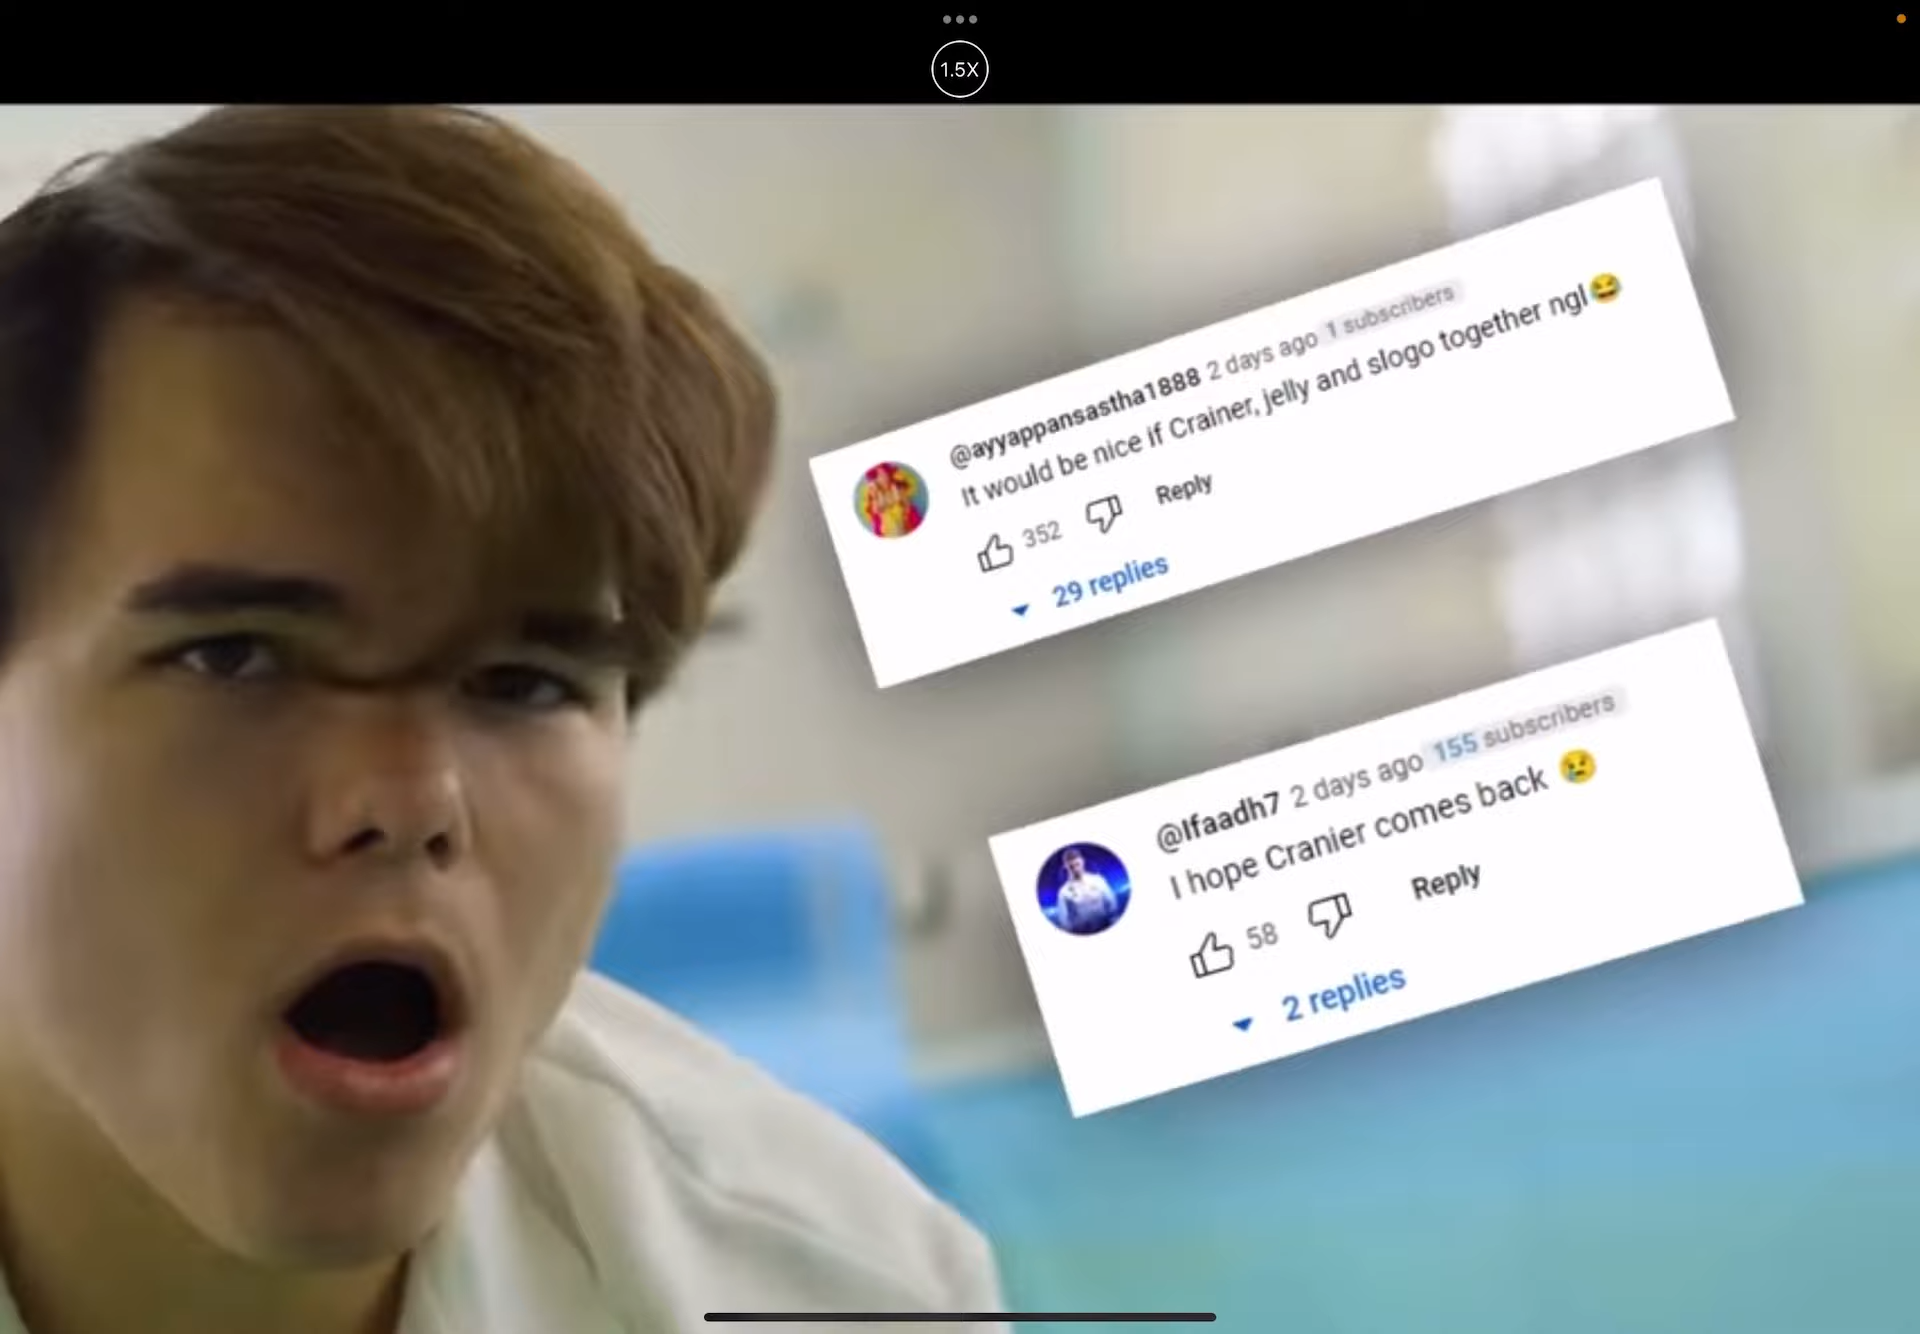 1.5X
@ayyappansastha1888 2 days ago 1 subscribers
It would be nice if Crainer, jelly and slogo together ngl😂
352 Reply
29 replies
@Ifaadh7 2 days ago 155 subscribers
I hope Cranier comes back 😢
58 Reply
2 replies